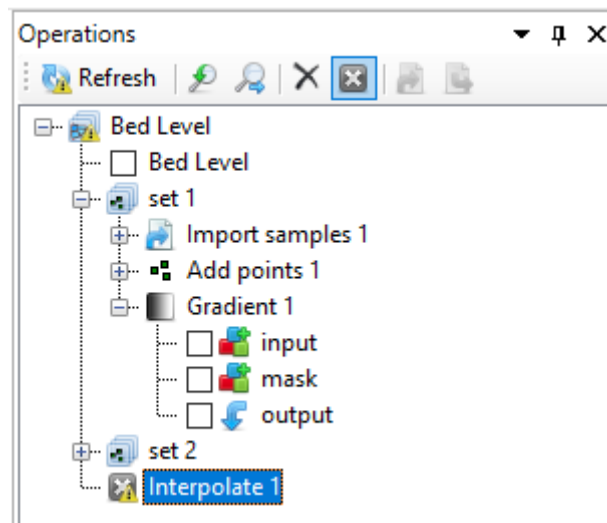 Operations
Refresh
Bed Level
Bed Level
set 1
Import samples 1
Add points 1
Gradient 1
input
mask
output
set 2
Interpolate 1